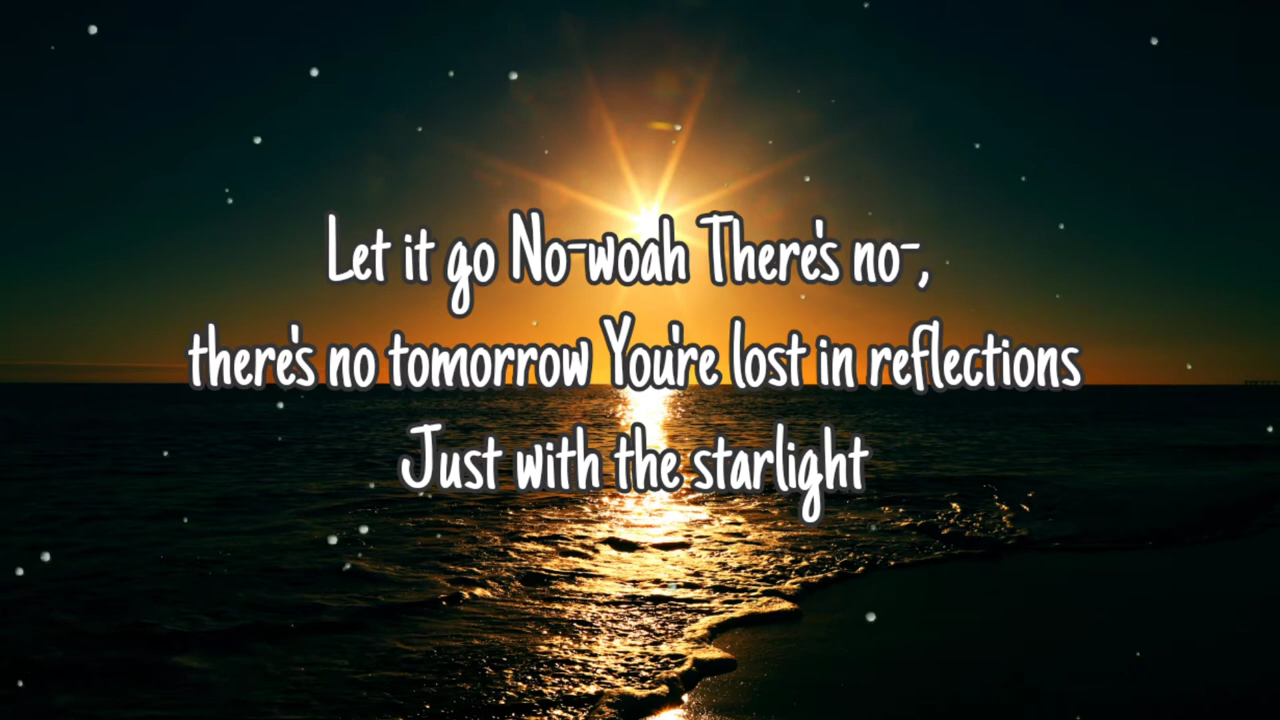 Let it go No-woah There's no-,
there's no tomorrow You're lost in reflections
Just with the starlight